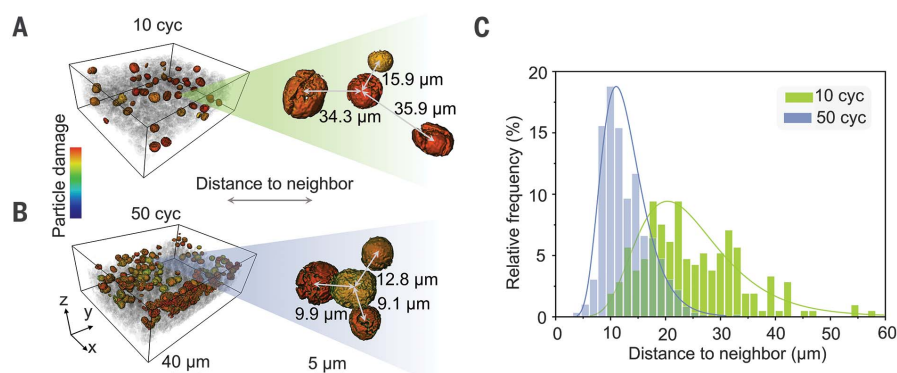 A
10 cyc
15.9 µm
34.3 µm
35.9 µm
Particle damage
Distance to neighbor
B
50 cyc
12.8 µm
9.1 µm
9.9 µm
z
y
x
40 µm
5 µm
C
20
15
10
5
0
Relative frequency (%)
10 cyc
50 cyc
0 10 20 30 40 50 60
Distance to neighbor (µm)